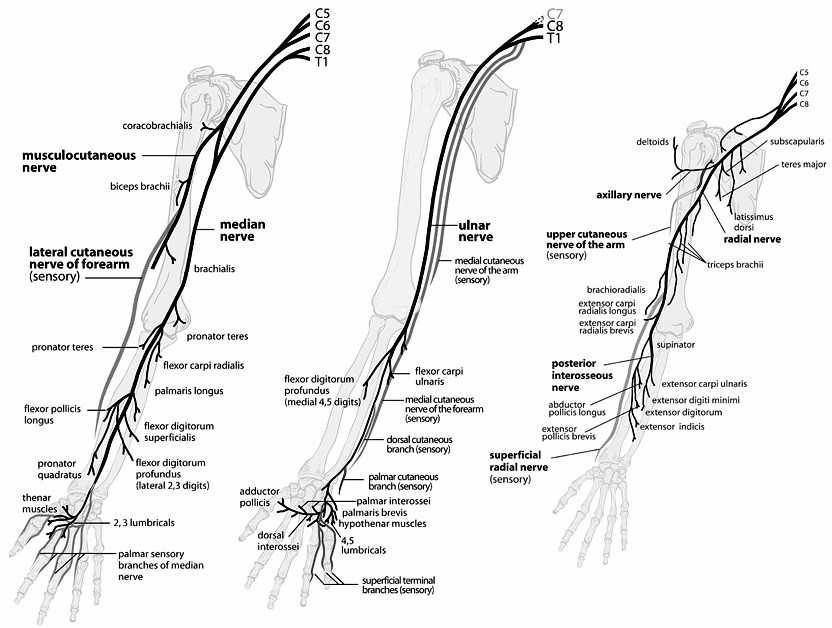 C5
C6
C7
C8
T1
coracobrachialis
musculocutaneous
nerve
biceps brachii
median
nerve
lateral cutaneous
nerve of forearm
(sensory)
brachialis
pronator teres
pronator teres
flexor carpi radialis
palmaris longus
flexor pollicis
longus
flexor digitorum
superficialis
pronator
quadratus
flexor digitorum
profundus
(lateral 2,3 digits)
thenar
muscles
2,3 lumbricals
palmar sensory
branches of median
nerve
C7
C8
T1
ulnar
nerve
medial cutaneous
nerve of the arm
(sensory)
flexor digitorum
profundus
(medial 4,5 digits)
flexor carpi
ulnaris
medial cutaneous
nerve of the forearm
(sensory)
dorsal cutaneous
branch (sensory)
palmar cutaneous
branch (sensory)
adductor
pollicis
palmar interossei
palmaris brevis
hypothenar muscles
dorsal
interossei
4,5
lumbricals
superficial terminal
branches (sensory)
C5
C6
C7
C8
deltoids
subscapularis
teres major
axillary nerve
latissimus
dorsi
radial nerve
upper cutaneous
nerve of the arm
(sensory)
triceps brachii
brachioradialis
extensor carpi
radialis longus
extensor carpi
radialis brevis
supinator
posterior
interosseous
nerve
extensor carpi ulnaris
abductor
pollicis longus
extensor digiti minimi
extensor digitorum
extensor
pollicis brevis
extensor indicis
superficial
radial nerve
(sensory)